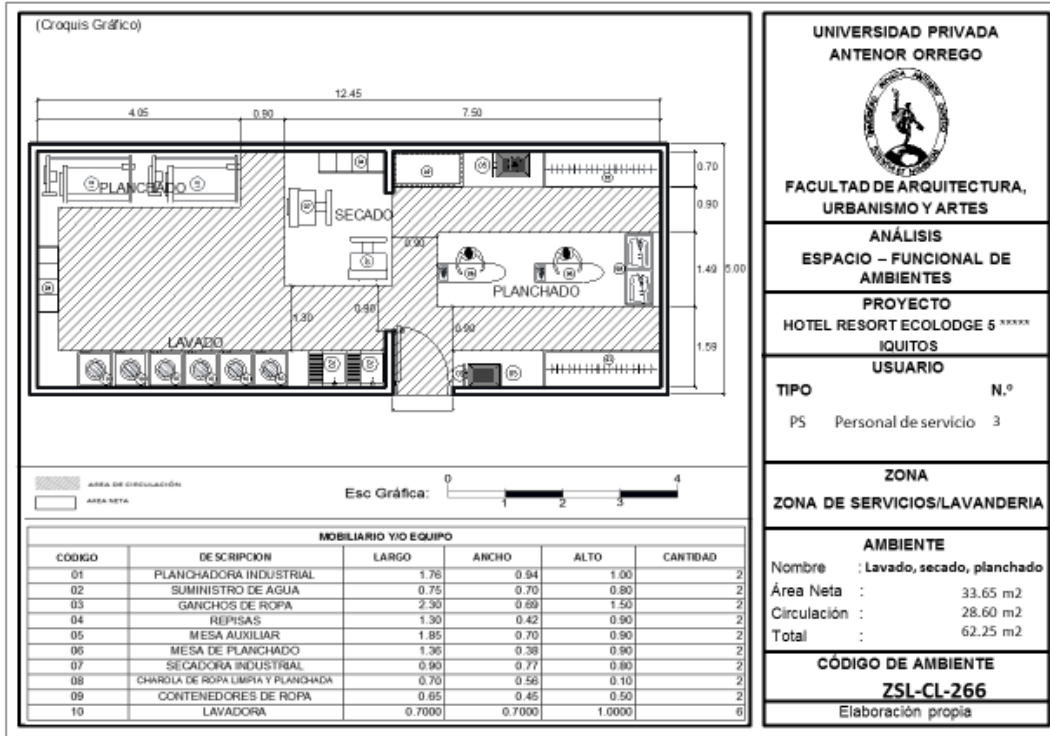 (Croquis Gráfico)
12.45
4.05 0.90 7.50
PLANCHADO
SECADO
0.70
0.90
0.90
1.49 5.00
PLANCHADO
1.30
0.90
0.90
LAVADO
1.59
AREA DE CIRCULACIÓN
AREA NETA
Esc Gráfica:
0 1 2 3 4
MOBILIARIO Y/O EQUIPO
CÓDIGO DESCRIPCION LARGO ANCHO ALTO CANTIDAD
01 PLANCHADORA INDUSTRIAL 1.76 0.94 1.00 2
02 SUMINISTRO DE AGUA 0.75 0.70 0.80 2
03 GANCHOS DE ROPA 2.30 0.69 1.50 2
04 REPISAS 1.30 0.42 0.90 2
05 MESA AUXILIAR 1.85 0.70 0.90 2
06 MESA DE PLANCHADO 1.36 0.38 0.90 2
07 SECADORA INDUSTRIAL 0.90 0.77 0.80 2
08 CHAROLA DE ROPA LIMPIA Y PLANCHADA 0.70 0.56 0.10 2
09 CONTENEDORES DE ROPA 0.65 0.45 0.50 2
10 LAVADORA 0.7000 0.7000 1.0000 6
UNIVERSIDAD PRIVADA
ANTENOR ORREGO
FACULTAD DE ARQUITECTURA,
URBANISMO Y ARTES
ANÁLISIS
ESPACIO – FUNCIONAL DE
AMBIENTES
PROYECTO
HOTEL RESORT ECOLODGE 5 *****
IQUITOS
USUARIO
TIPO N.º
PS Personal de servicio 3
ZONA
ZONA DE SERVICIOS/LAVANDERIA
AMBIENTE
Nombre : Lavado, secado, planchado
Área Neta : 33.65 m2
Circulación : 28.60 m2
Total : 62.25 m2
CÓDIGO DE AMBIENTE
ZSL-CL-266
Elaboración propia